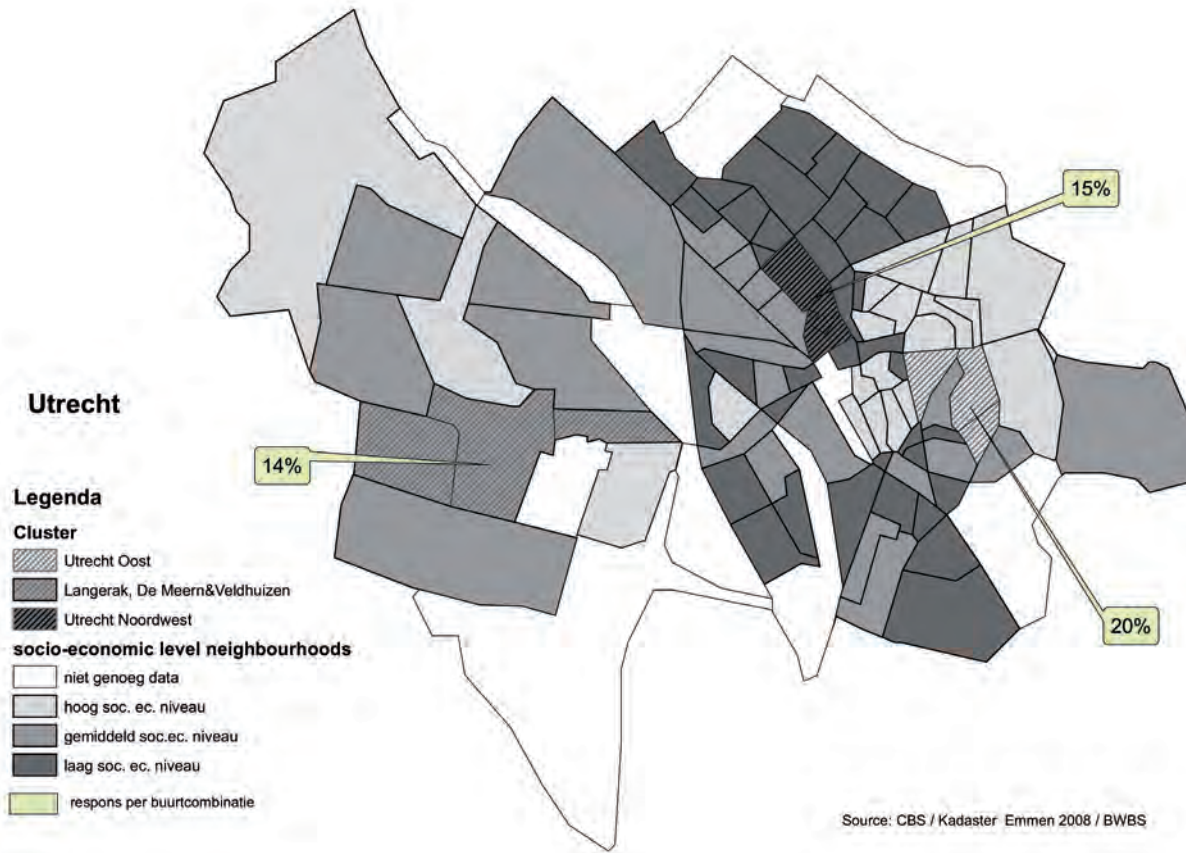 15%
Utrecht
14%
Legenda
Cluster
Utrecht Oost
Langerak, De Meern&Veldhuizen
Utrecht Noordwest
socio-economic level neighbourhoods
niet genoeg data
hoog soc. ec. niveau
gemiddeld soc.ec. niveau
laag soc. ec. niveau
respons per buurtcombinatie
20%
Source: CBS / Kadaster Emmen 2008 / BWBS